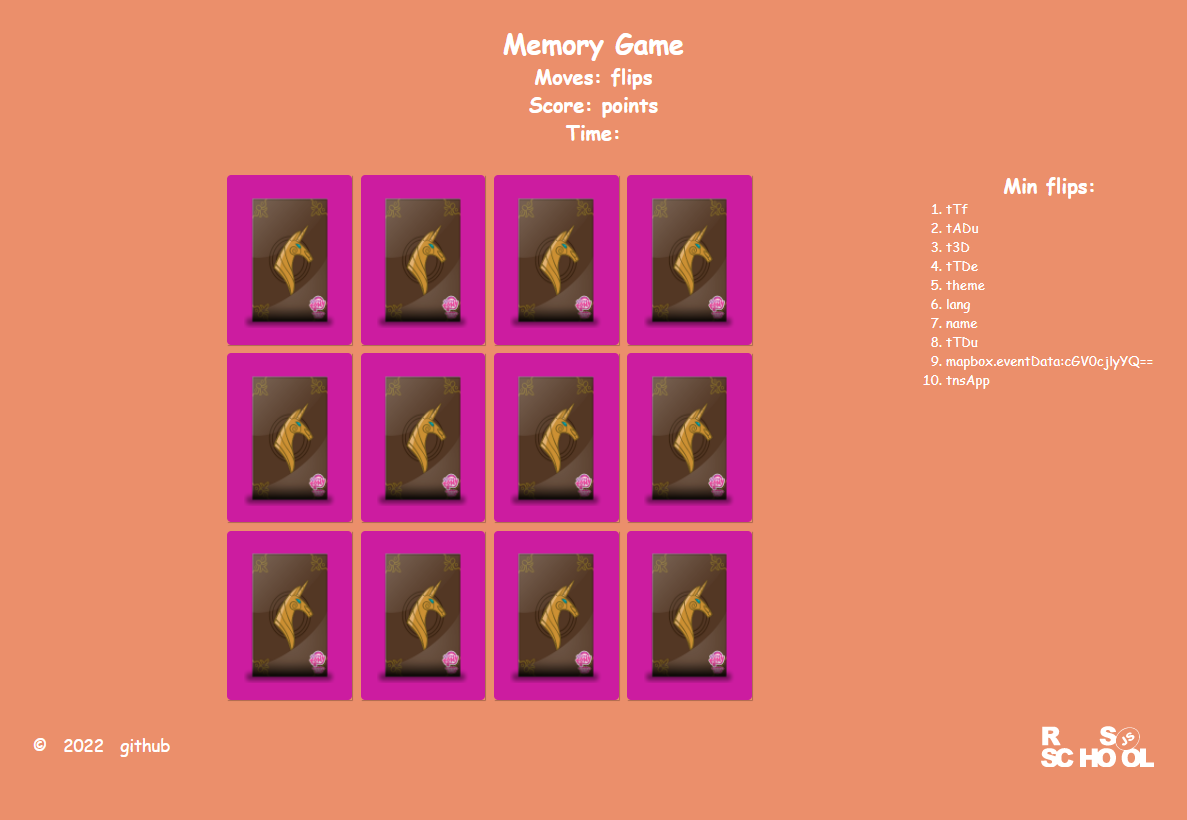 Memory Game
Moves: flips
Score: points
Time:
Min flips:
1. tTf
2. tADu
3. t3D
4. tTDe
5. theme
6. lang
7. name
8. tTDu
9. mapbox.eventData:cGV0cjlyYQ==
10. tnsApp
© 2022 github
R S JS
SCHOOL